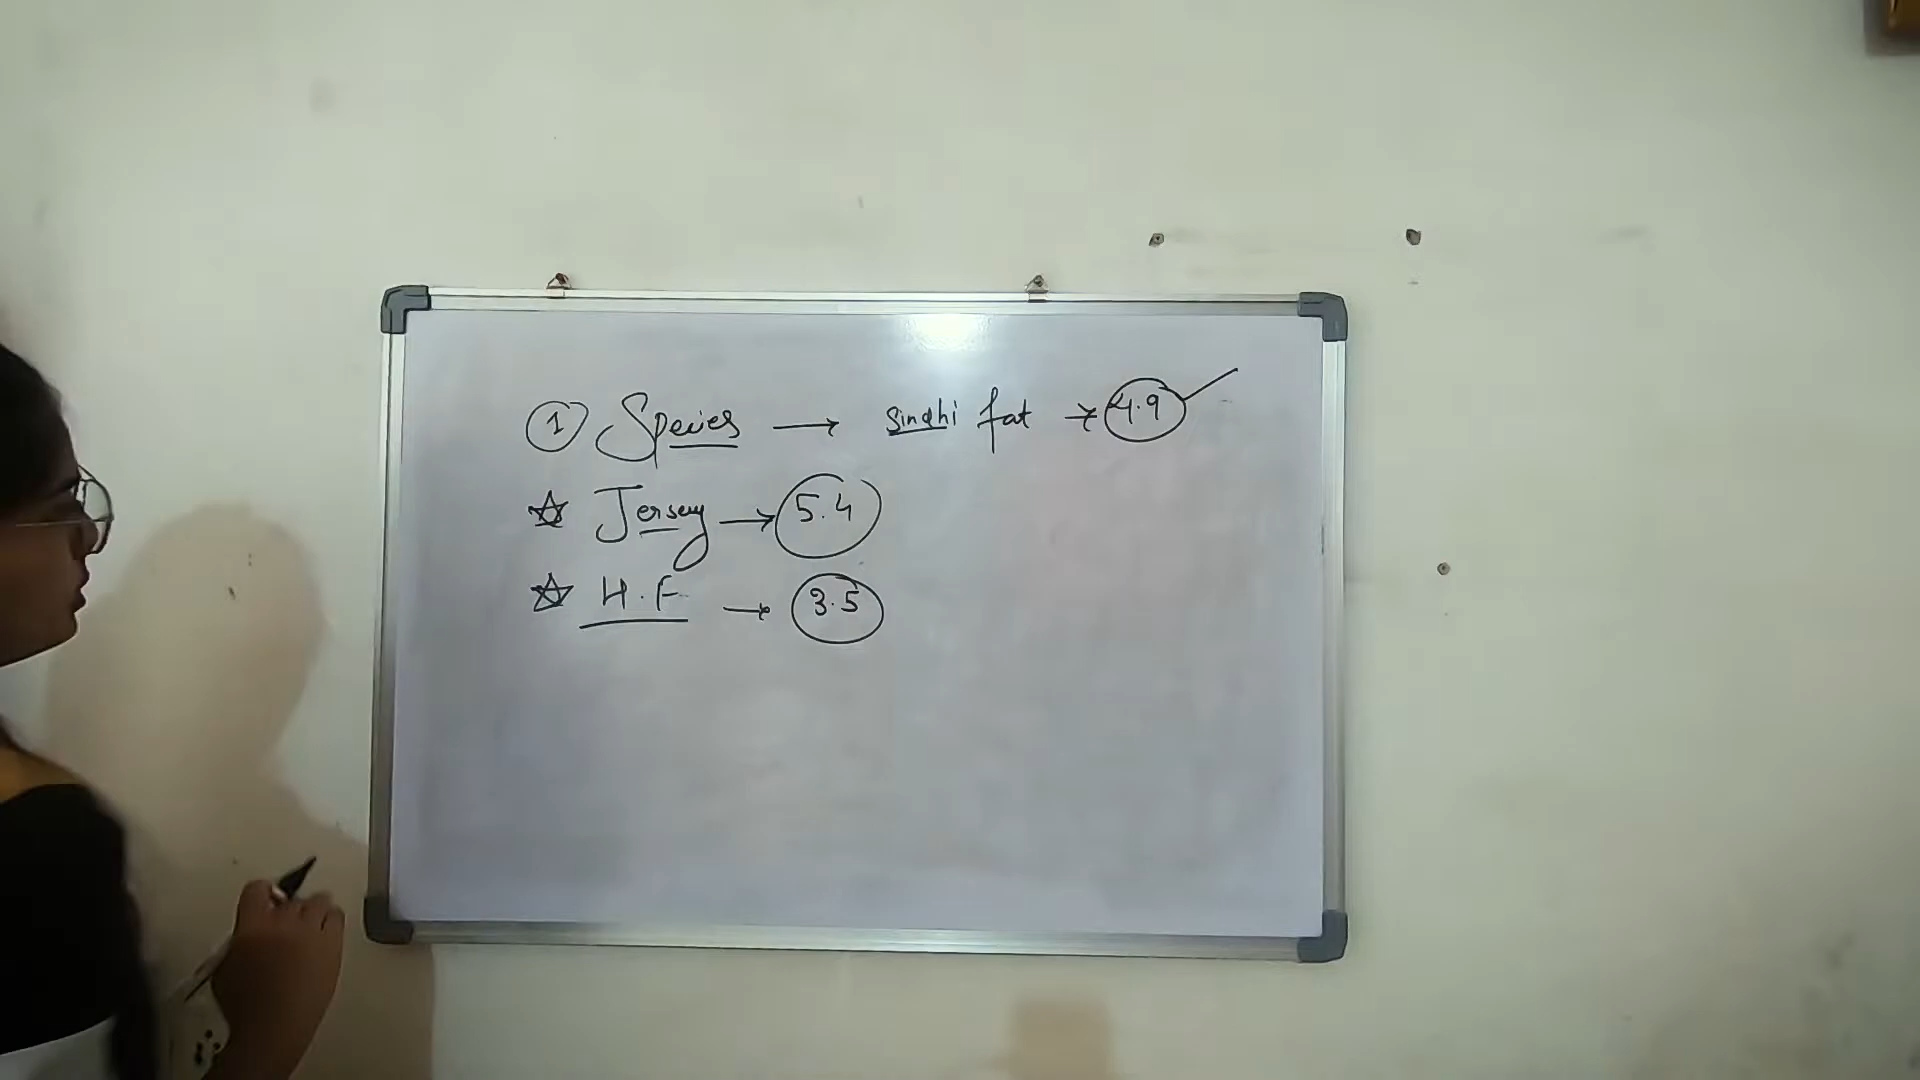 ① Species → Sindhi fat → 4.9
☆ Jersey → 5.4
☆ H.F → 3.5